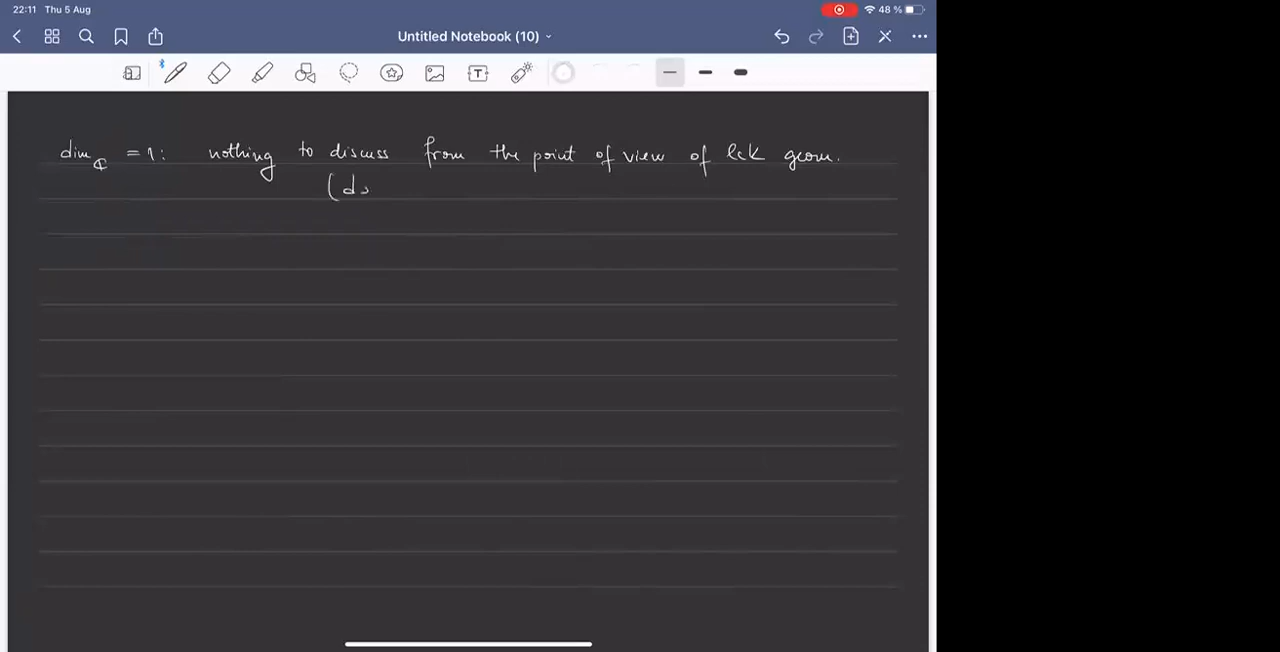 22:11 Thu 5 Aug 48 %
Untitled Notebook (10)
dim_ℂ = 1: nothing to discuss from the point of view of lck geom.
(d